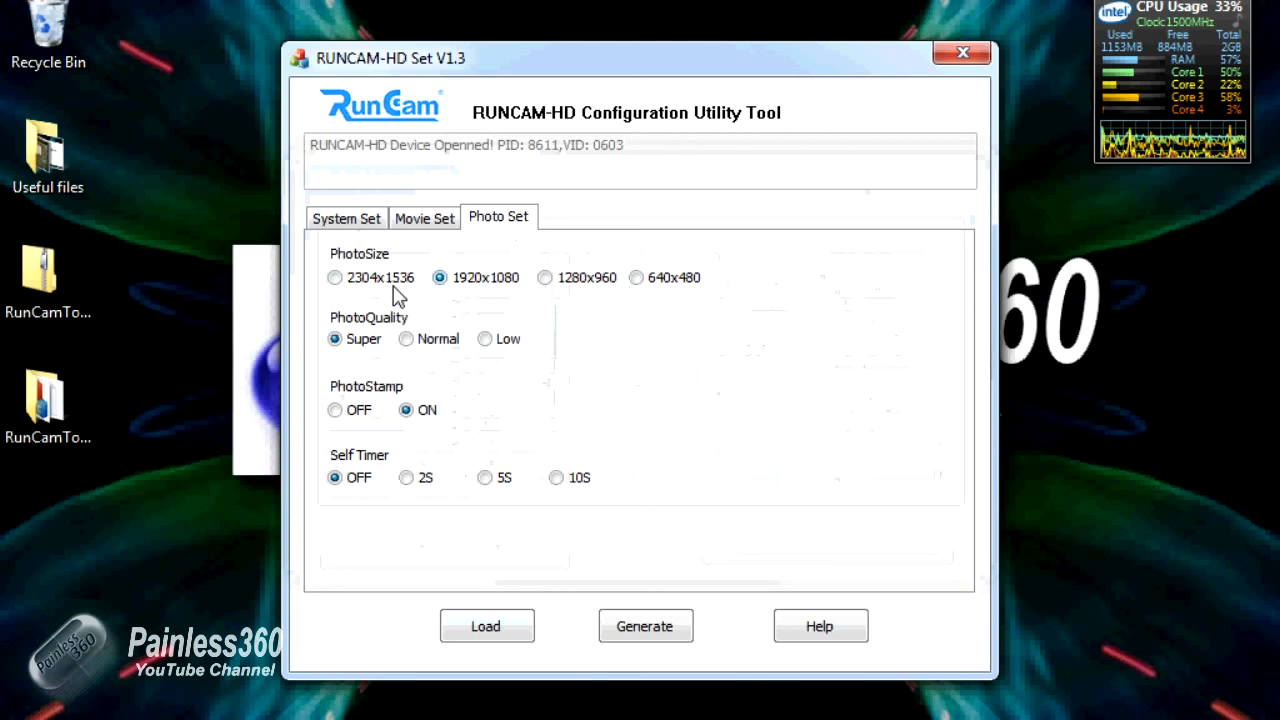 Recycle Bin
Useful files
RunCamTo...
RunCamTo...
RUNCAM-HD Set V1.3
RunCam
RUNCAM-HD Configuration Utility Tool
RUNCAM-HD Device Openned! PID: 8611,VID: 0603
System Set Movie Set Photo Set
PhotoSize
2304x1536 1920x1080 1280x960 640x480
PhotoQuality
Super Normal Low
PhotoStamp
OFF ON
Self Timer
OFF 2S 5S 10S
Load Generate Help
intel CPU Usage 33%
Clock 1500MHz
Used Free Total
1153MB 884MB 2GB
RAM 57%
Core 1 50%
Core 2 22%
Core 3 58%
Core 4 3%
60
Painless360
Painless360
YouTube Channel